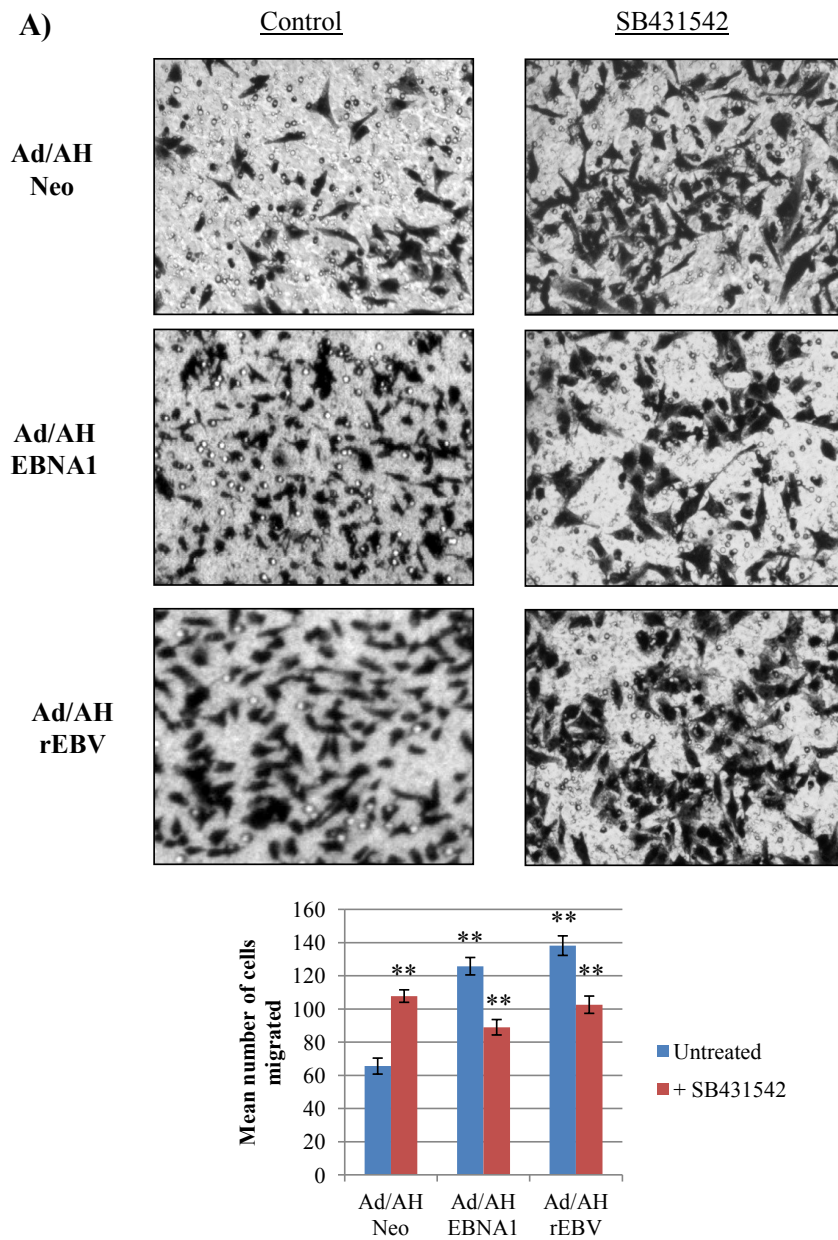 A)
Control
SB431542
Ad/AH
Neo
Ad/AH
EBNA1
Ad/AH
rEBV
Mean number of cells
migrated
160
140
120
100
80
60
40
20
0
**
**
**
**
**
Ad/AH
Neo
Ad/AH
EBNA1
Ad/AH
rEBV
Untreated
+ SB431542